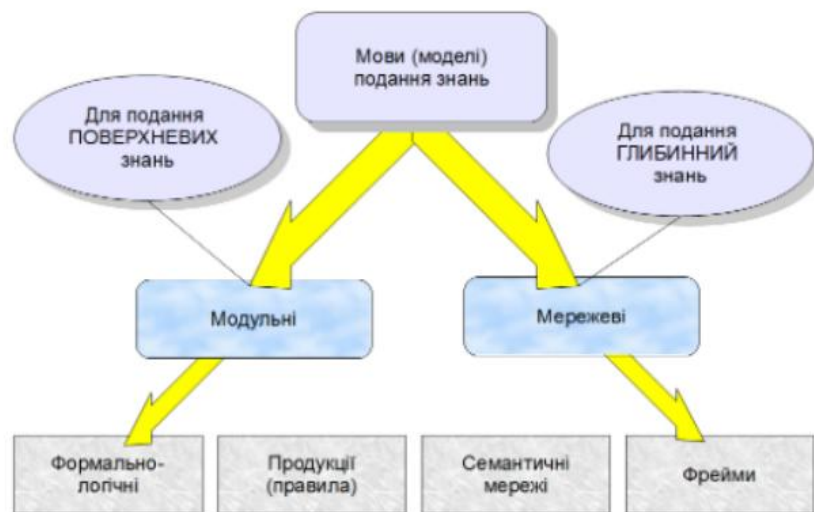 Мови (моделі)
подання знань
Для подання
ПОВЕРХНЕВИХ
знань
Для подання
ГЛИБИННИЙ
знань
Модульні
Мережеві
Формально-
логічні
Продукції
(правила)
Семантичні
мережі
Фрейми